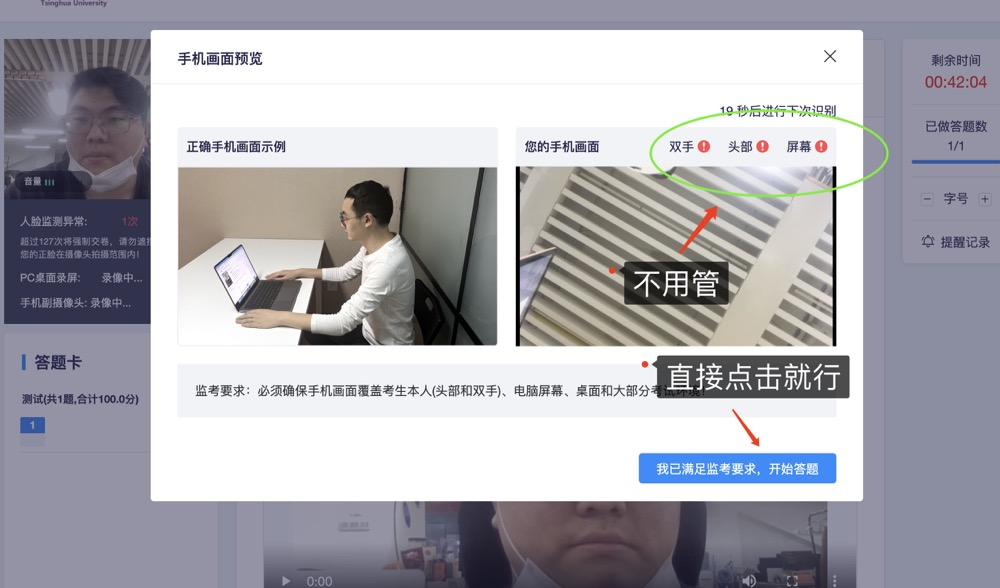 Tsinghua University
手机画面预览
19 秒后进行下次识别
正确手机画面示例
您的手机画面
双手
头部
屏幕
不用管
直接点击就行
监考要求：必须确保手机画面覆盖考生本人(头部和双手)、电脑屏幕、桌面和大部分考试环境!
我已满足监考要求，开始答题
音量
人脸监测异常: 1次
超过127次将强制交卷，请勿遮挡
您的正脸在摄像头拍摄范围内!
PC桌面录屏: 录像中...
手机副摄像头: 录像中...
答题卡
测试(共1题,合计100.0分)
1
剩余时间
00:42:04
已做答题数
1/1
字号
提醒记录
0:00